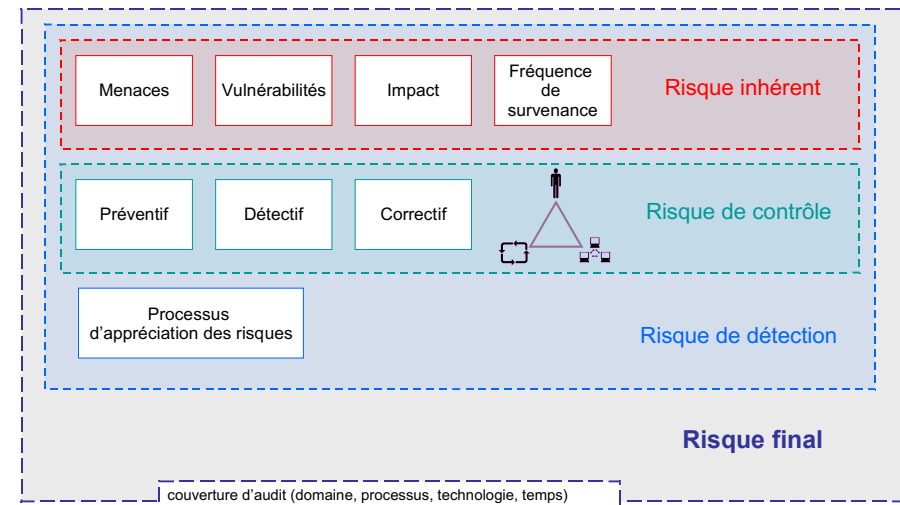 Menaces
Vulnérabilités
Impact
Fréquence
de
survenance
Risque inhérent
Préventif
Détectif
Correctif
Risque de contrôle
Processus
d'appréciation des risques
Risque de détection
Risque final
couverture d'audit (domaine, processus, technologie, temps)